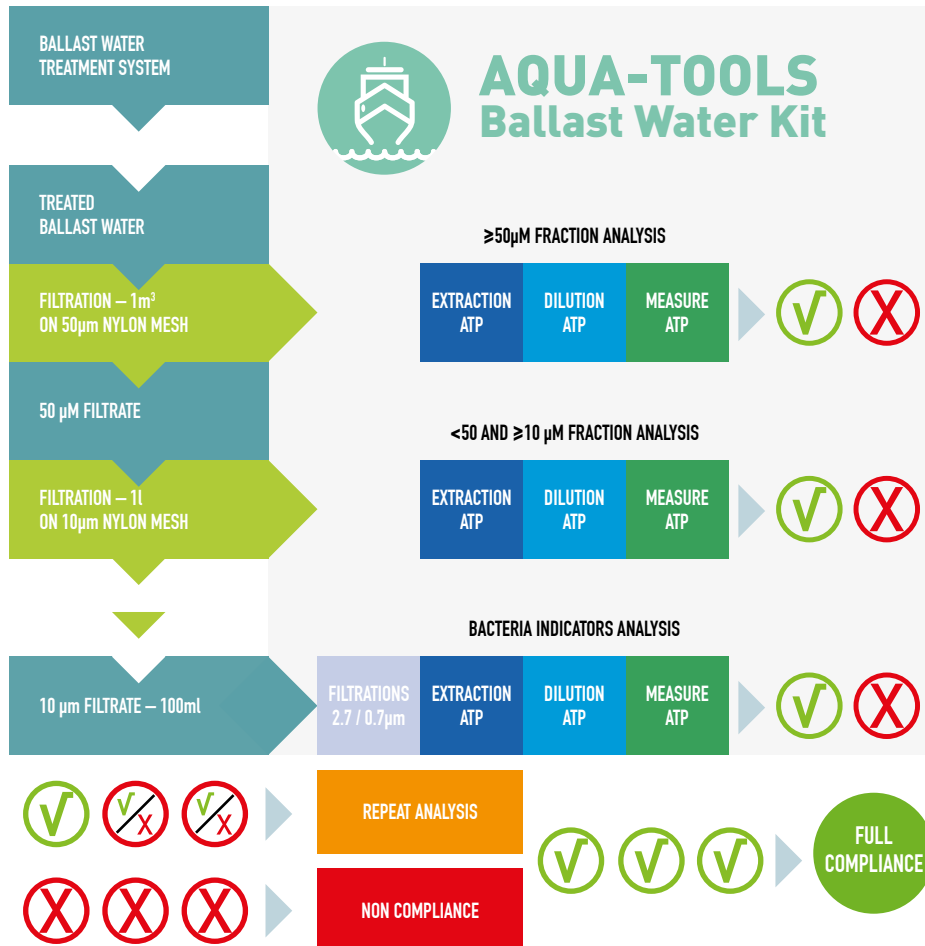 BALLAST WATER
TREATMENT SYSTEM
AQUA-TOOLS
Ballast Water Kit
TREATED
BALLAST WATER
≥50µM FRACTION ANALYSIS
FILTRATION – 1m³
ON 50µm NYLON MESH
EXTRACTION
ATP
DILUTION
ATP
MEASURE
ATP
√
X
50 µM FILTRATE
<50 AND ≥10 µM FRACTION ANALYSIS
FILTRATION – 1l
ON 10µm NYLON MESH
EXTRACTION
ATP
DILUTION
ATP
MEASURE
ATP
√
X
BACTERIA INDICATORS ANALYSIS
10 µm FILTRATE – 100ml
FILTRATIONS
2.7 / 0.7µm
EXTRACTION
ATP
DILUTION
ATP
MEASURE
ATP
√
X
√ √/X √/X
REPEAT ANALYSIS
X X X
NON COMPLIANCE
√ √ √
FULL
COMPLIANCE